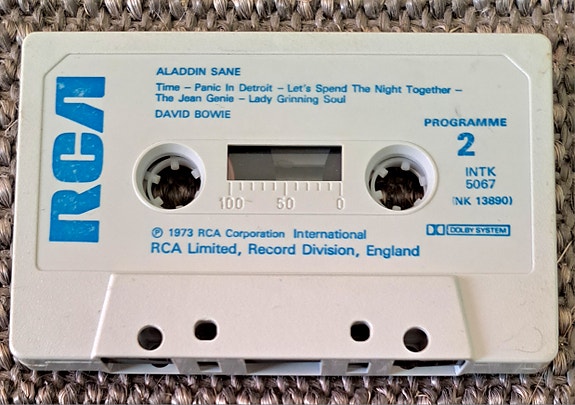 RCA
ALADDIN SANE
Time – Panic In Detroit – Let's Spend The Night Together –
The Jean Genie – Lady Grinning Soul
DAVID BOWIE
PROGRAMME
2
INTK
5067
(NK 13890)
100 50 0
DOLBY SYSTEM
℗ 1973 RCA Corporation International
RCA Limited, Record Division, England